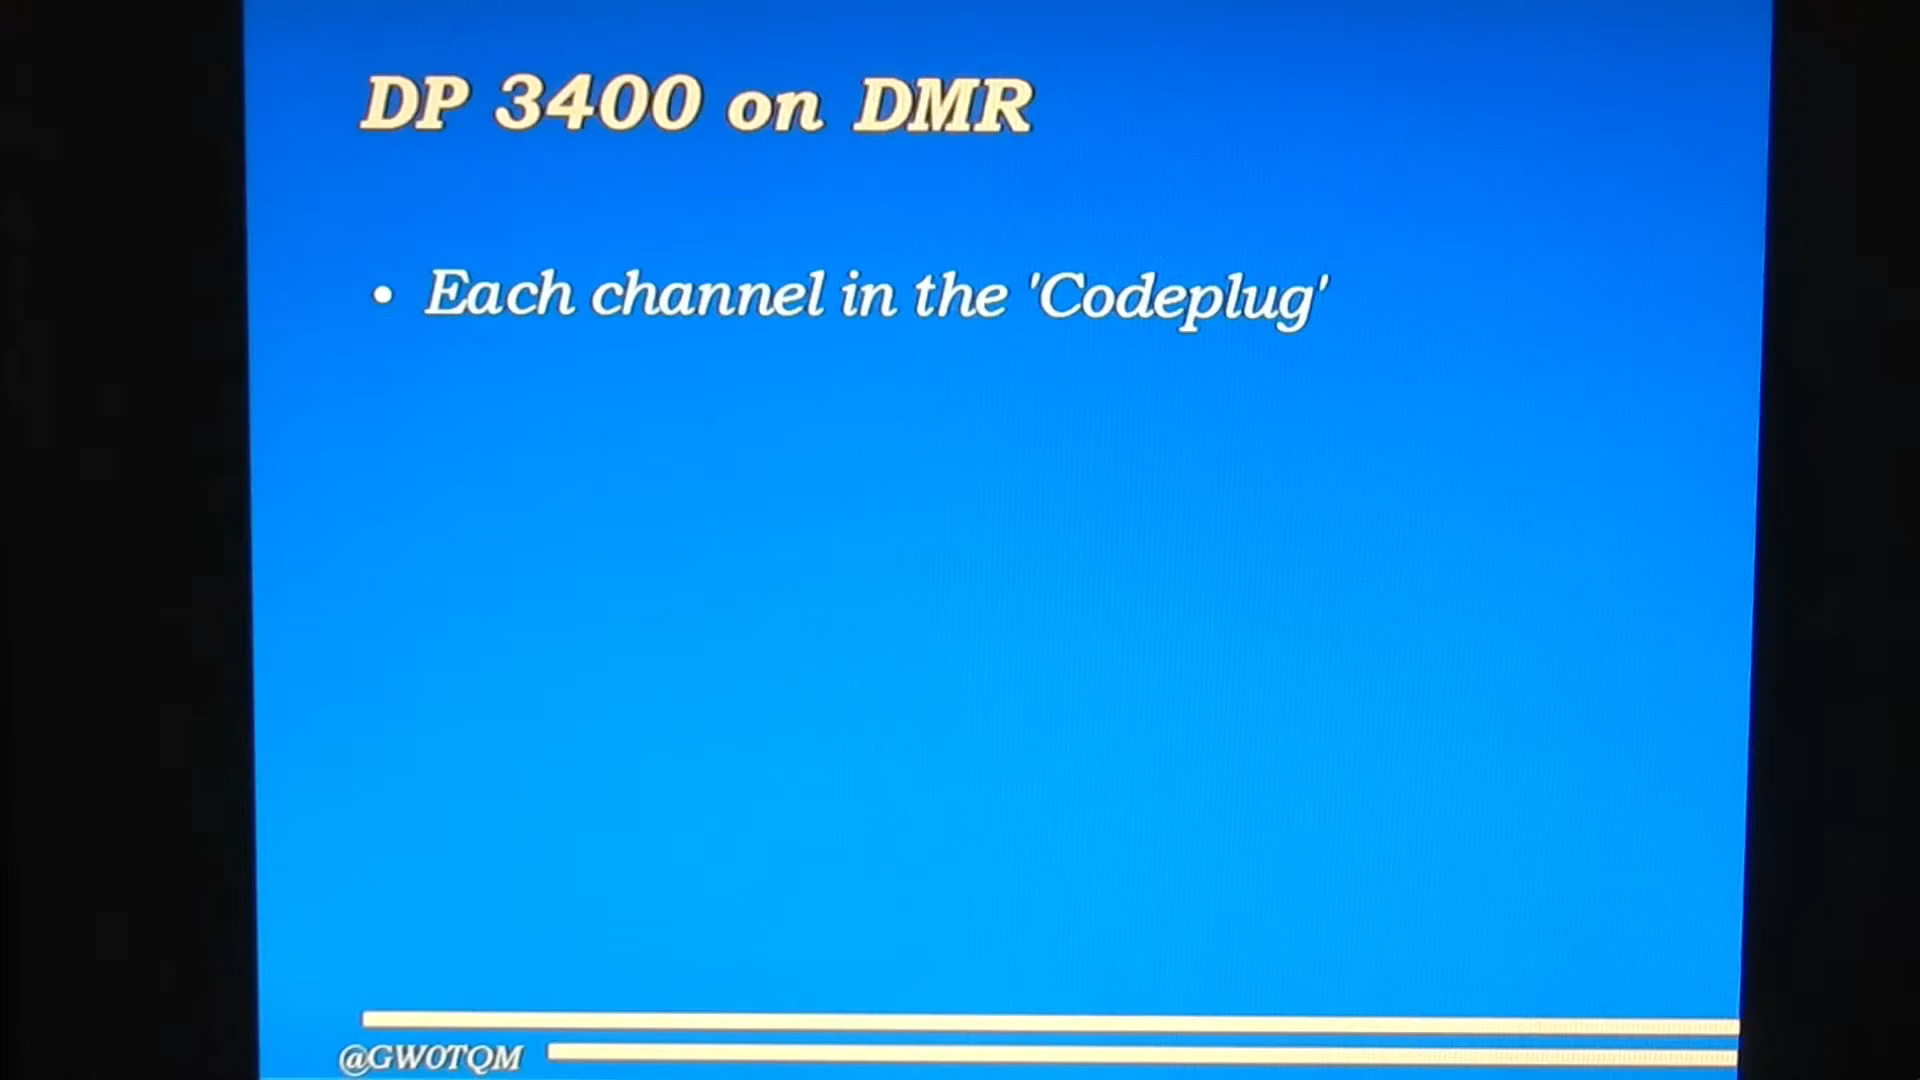 DP 3400 on DMR
• Each channel in the 'Codeplug'
@GW0TQM